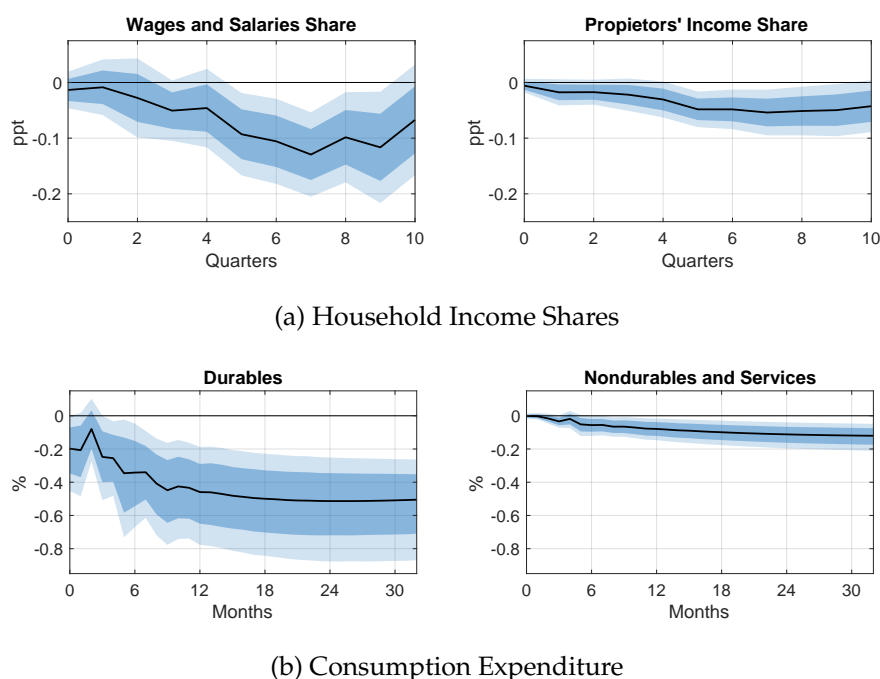 Wages and Salaries Share
Propietors' Income Share
0
-0.1
-0.2
ppt
0 2 4 6 8 10
Quarters
0
-0.1
-0.2
ppt
0 2 4 6 8 10
Quarters
(a) Household Income Shares
Durables
Nondurables and Services
0
-0.2
-0.4
-0.6
-0.8
%
0 6 12 18 24 30
Months
0
-0.2
-0.4
-0.6
-0.8
%
0 6 12 18 24 30
Months
(b) Consumption Expenditure